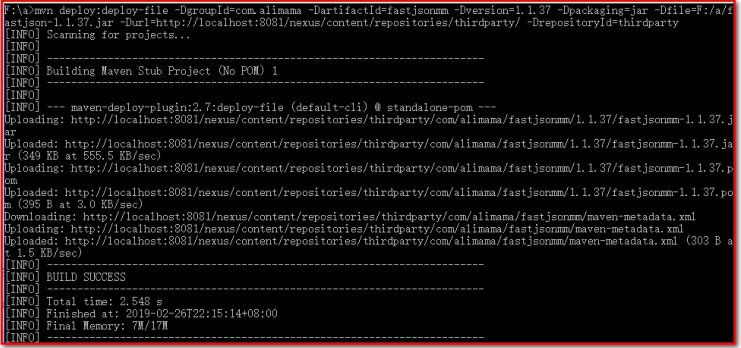 F:\a>mvn deploy:deploy-file -DgroupId=com.alimama -DartifactId=fastjsonmm -Dversion=1.1.37 -Dpackaging=jar -Dfile=F:/a/f
astjson-1.1.37.jar -Durl=http://localhost:8081/nexus/content/repositories/thirdparty/ -DrepositoryId=thirdparty
[INFO] Scanning for projects...
[INFO]
[INFO] ------------------------------------------------------------------------
[INFO] Building Maven Stub Project (No POM) 1
[INFO] ------------------------------------------------------------------------
[INFO]
[INFO] --- maven-deploy-plugin:2.7:deploy-file (default-cli) @ standalone-pom ---
Uploading: http://localhost:8081/nexus/content/repositories/thirdparty/com/alimama/fastjsonmm/1.1.37/fastjsonmm-1.1.37.j
ar
Uploaded: http://localhost:8081/nexus/content/repositories/thirdparty/com/alimama/fastjsonmm/1.1.37/fastjsonmm-1.1.37.ja
r (349 KB at 555.5 KB/sec)
Uploading: http://localhost:8081/nexus/content/repositories/thirdparty/com/alimama/fastjsonmm/1.1.37/fastjsonmm-1.1.37.p
om
Uploaded: http://localhost:8081/nexus/content/repositories/thirdparty/com/alimama/fastjsonmm/1.1.37/fastjsonmm-1.1.37.po
m (395 B at 3.0 KB/sec)
Downloading: http://localhost:8081/nexus/content/repositories/thirdparty/com/alimama/fastjsonmm/maven-metadata.xml
Uploading: http://localhost:8081/nexus/content/repositories/thirdparty/com/alimama/fastjsonmm/maven-metadata.xml
Uploaded: http://localhost:8081/nexus/content/repositories/thirdparty/com/alimama/fastjsonmm/maven-metadata.xml (303 B a
t 1.5 KB/sec)
[INFO] ------------------------------------------------------------------------
[INFO] BUILD SUCCESS
[INFO] ------------------------------------------------------------------------
[INFO] Total time: 2.548 s
[INFO] Finished at: 2019-02-26T22:15:14+08:00
[INFO] Final Memory: 7M/17M
[INFO] ------------------------------------------------------------------------